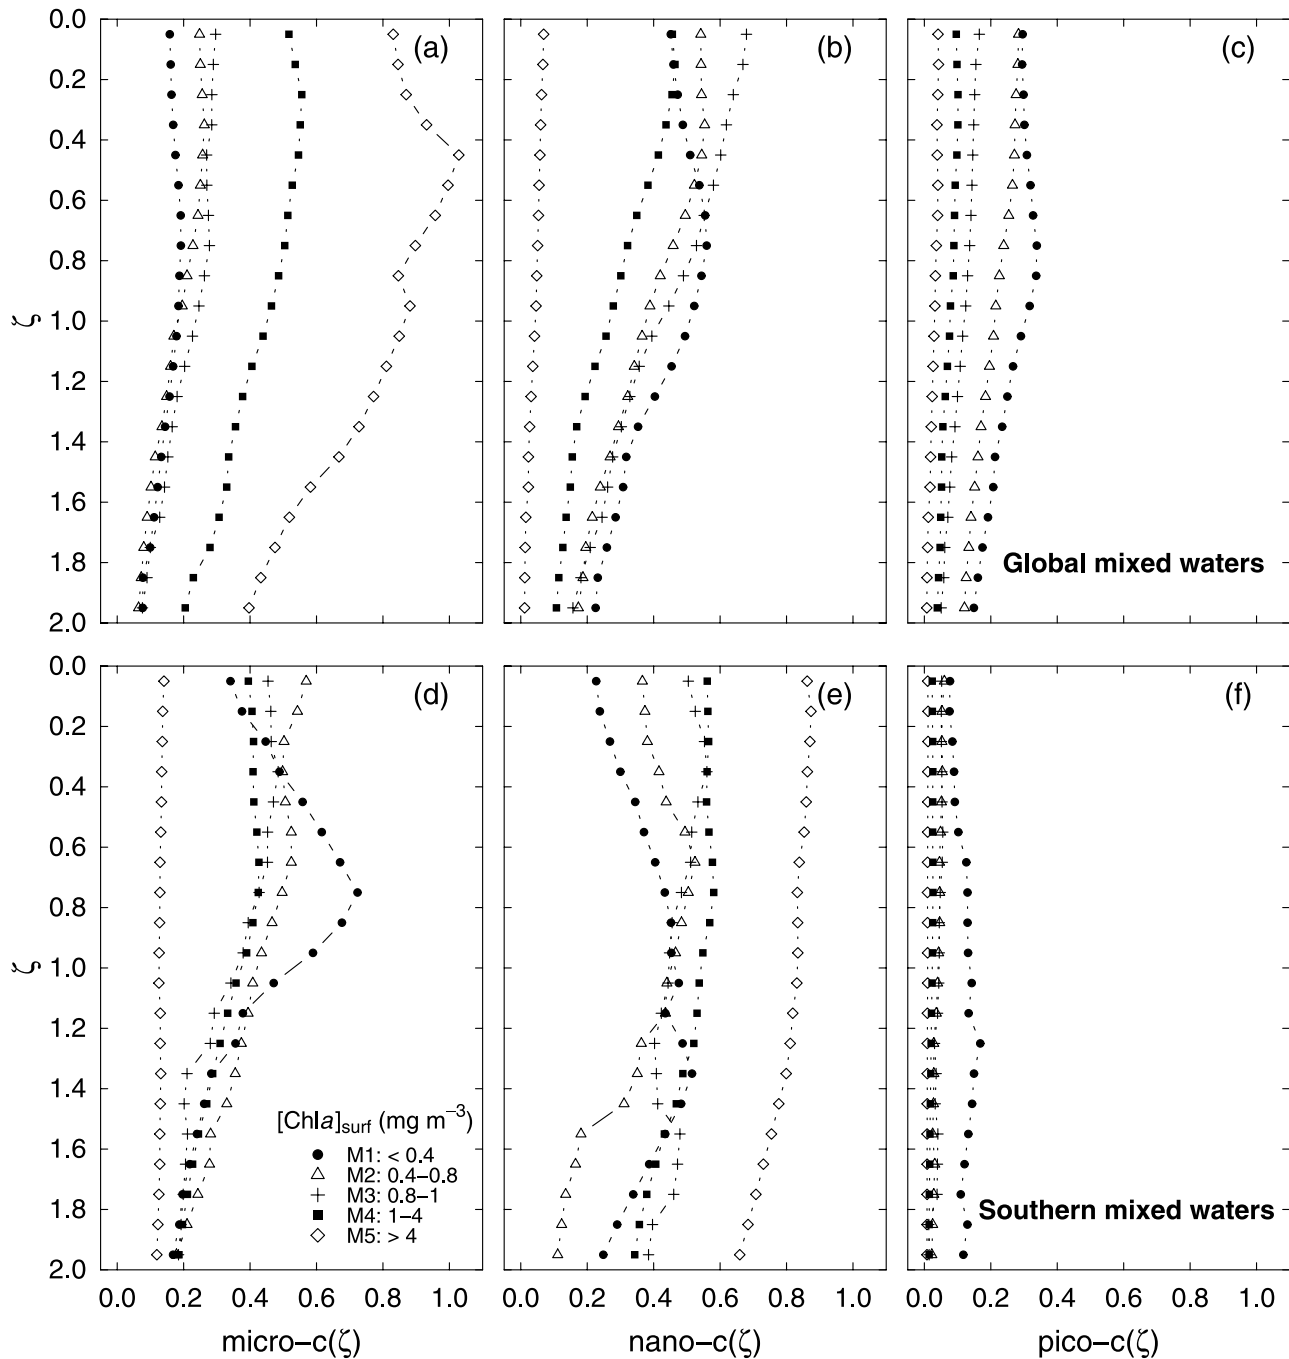 (a)
(b)
(c)
0.0
0.2
0.4
0.6
0.8
1.0
1.2
1.4
1.6
1.8
2.0
ζ
Global mixed waters
(d)
(e)
(f)
0.0
0.2
0.4
0.6
0.8
1.0
1.2
1.4
1.6
1.8
2.0
ζ
[Chla]surf (mg m−3)
M1: < 0.4
M2: 0.4−0.8
M3: 0.8−1
M4: 1−4
M5: > 4
Southern mixed waters
0.0 0.2 0.4 0.6 0.8 1.0
0.0 0.2 0.4 0.6 0.8 1.0
0.0 0.2 0.4 0.6 0.8 1.0
micro−c(ζ)
nano−c(ζ)
pico−c(ζ)